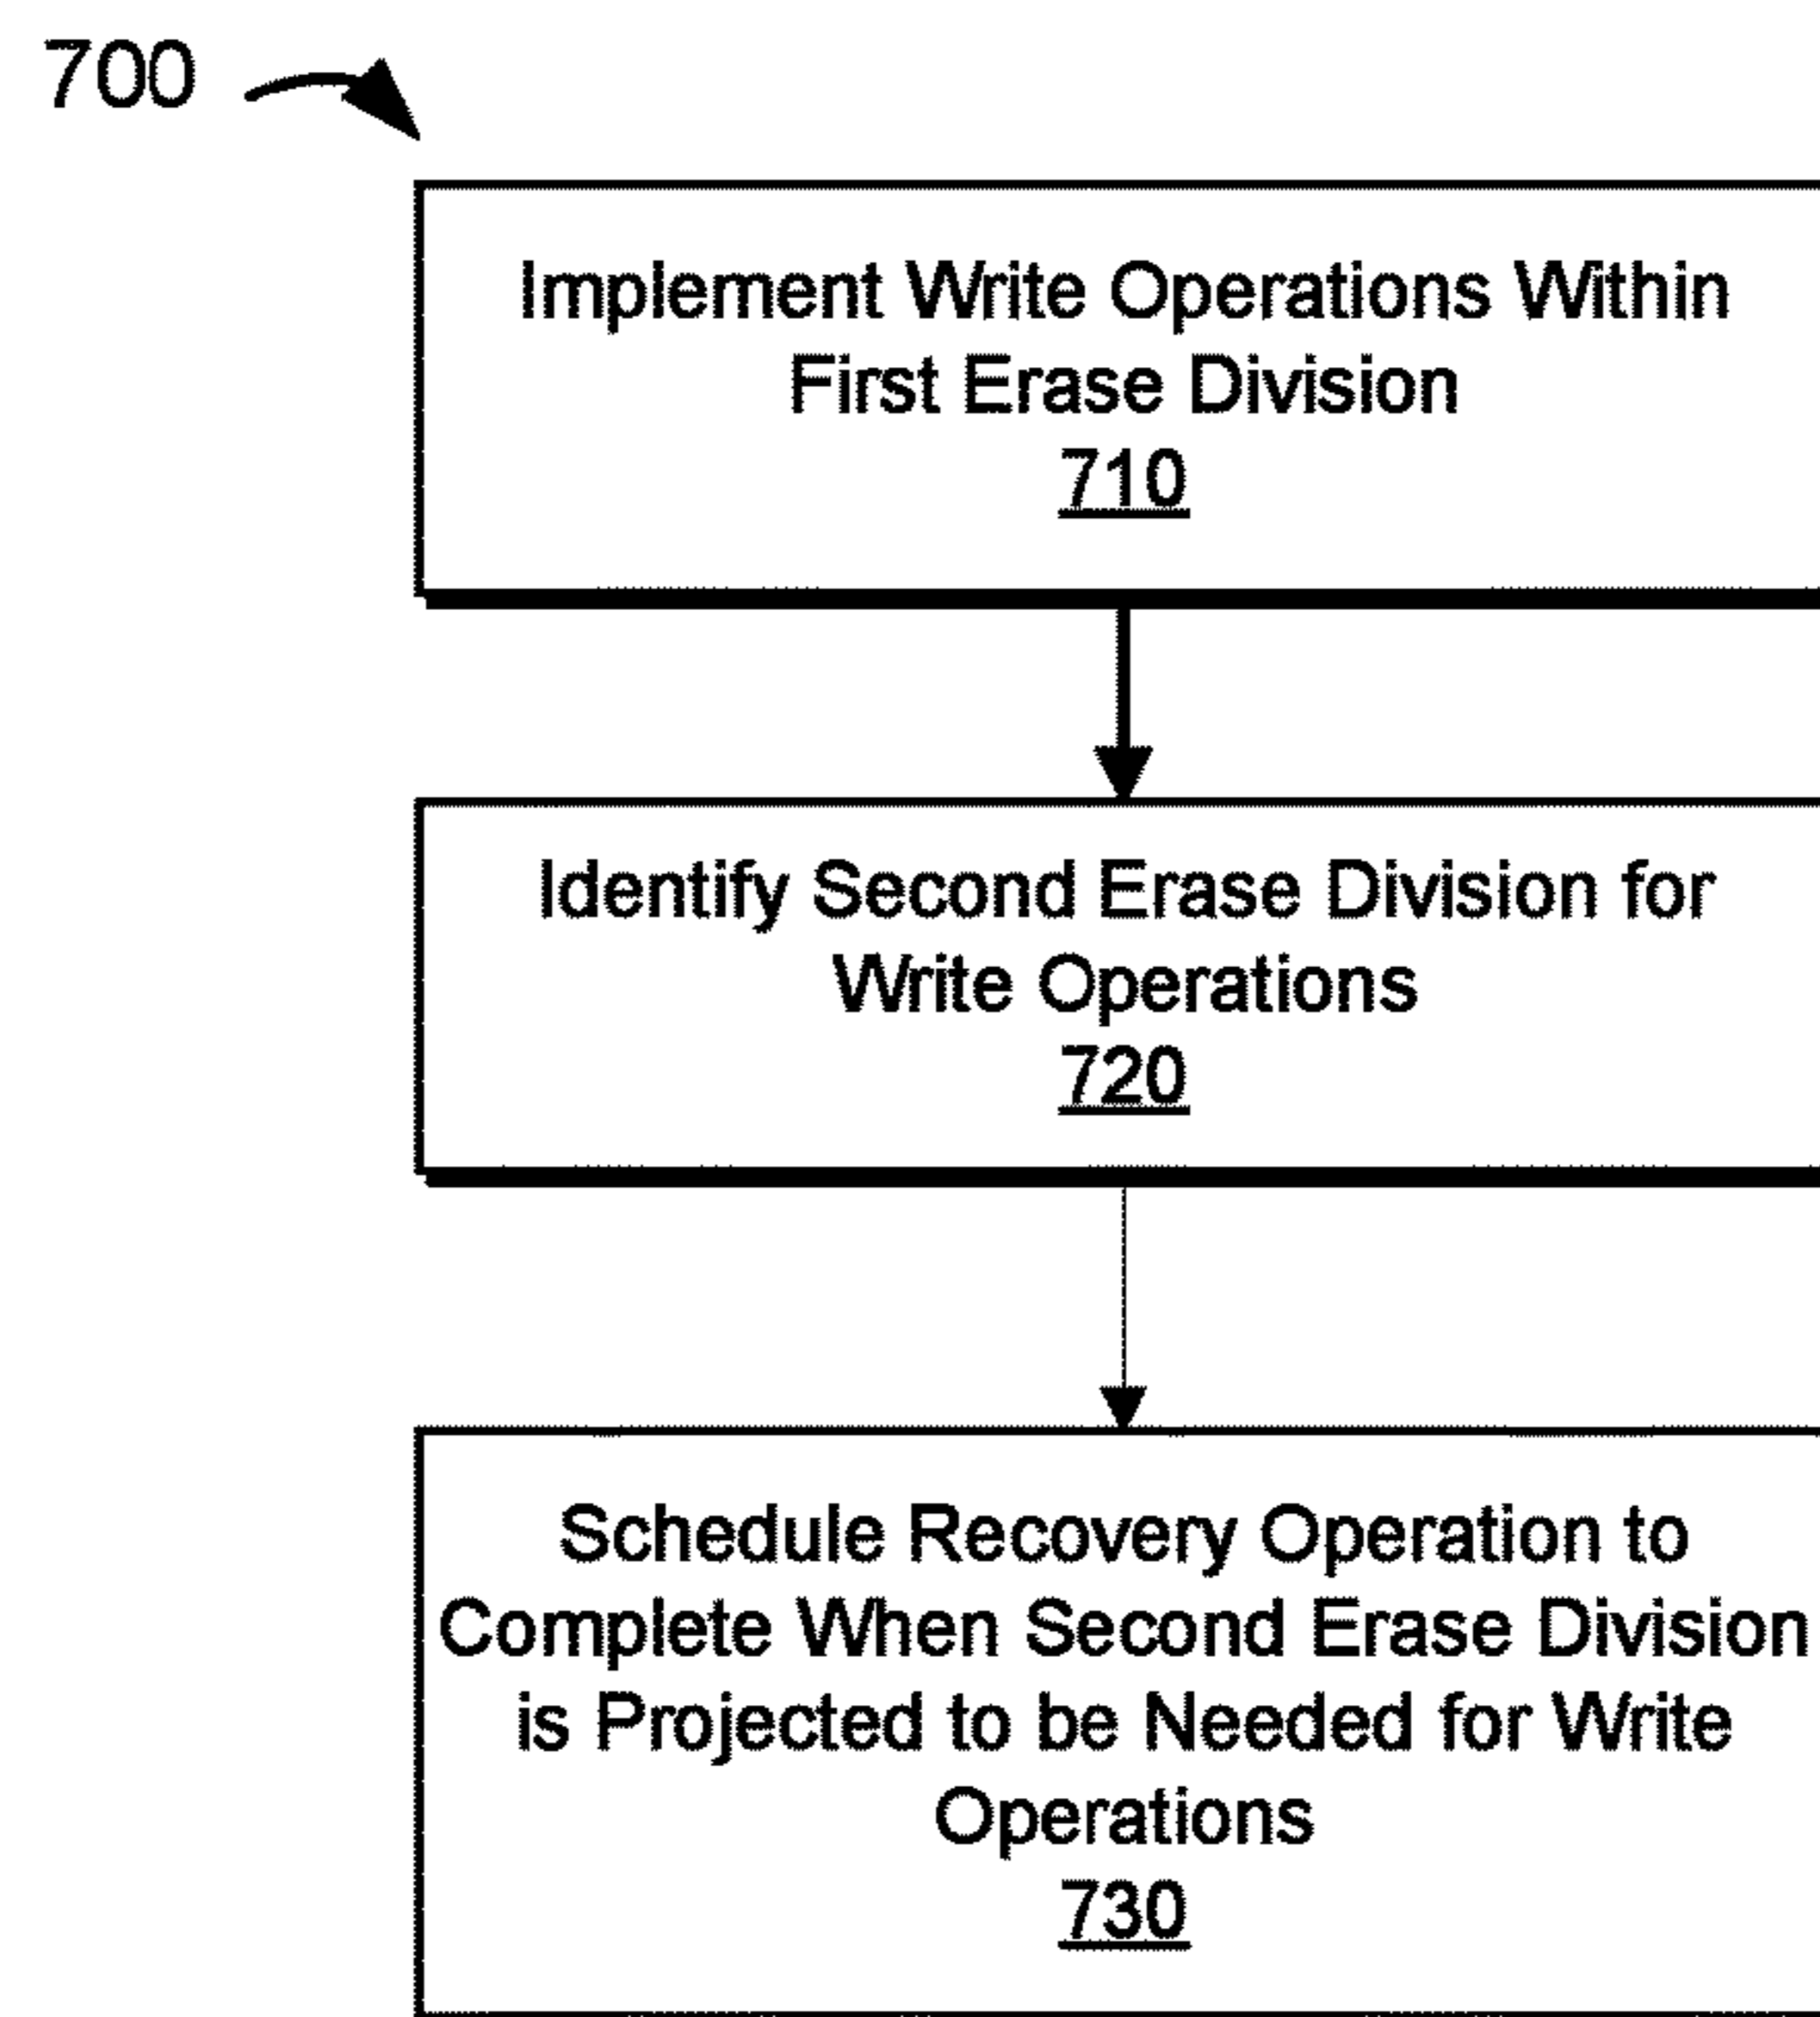 700
Implement Write Operations Within
First Erase Division
710
Identify Second Erase Division for
Write Operations
720
Schedule Recovery Operation to
Complete When Second Erase Division
is Projected to be Needed for Write
Operations
730